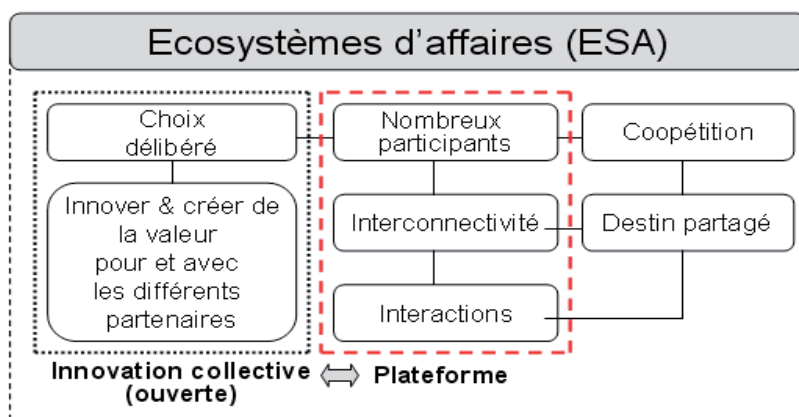 Ecosystèmes d'affaires (ESA)
Choix
délibéré
Nombreux
participants
Coopétition
Innover & créer de
la valeur
pour et avec
les différents
partenaires
Interconnectivité
Destin partagé
Interactions
Innovation collective
(ouverte)
Plateforme